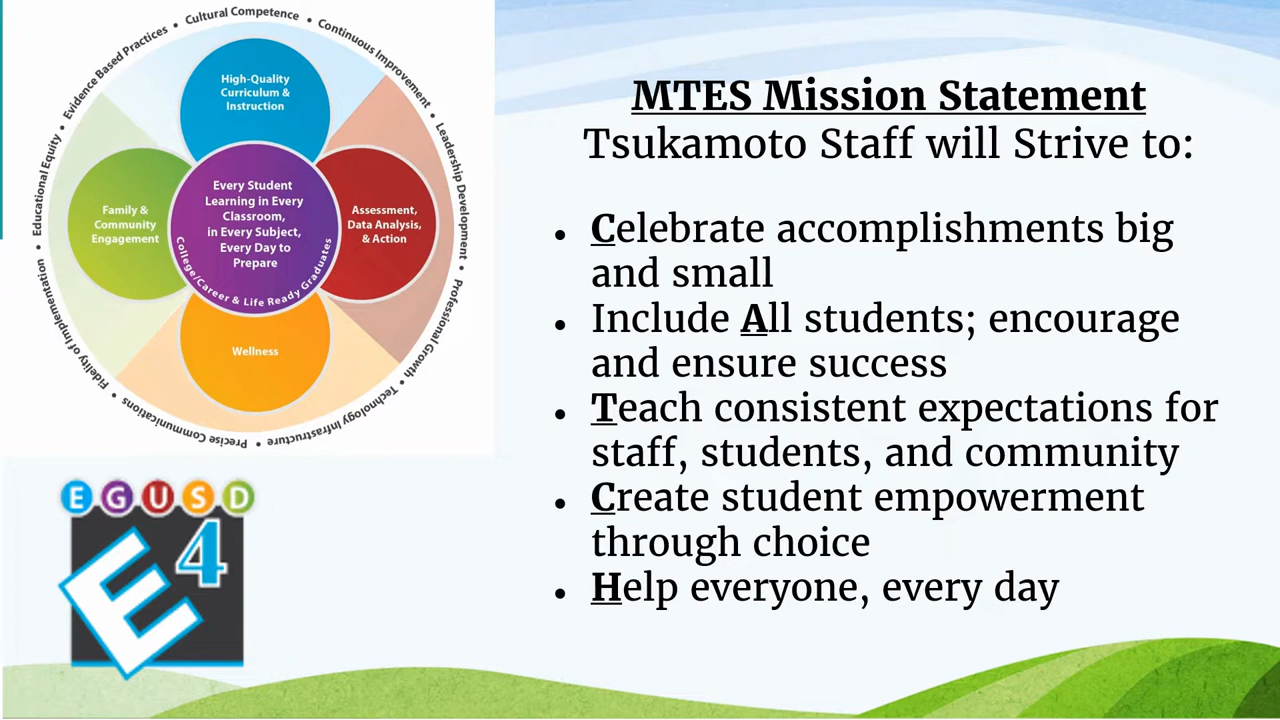 Cultural Competence • Continuous Improvement • Leadership Development • Professional Growth • Technology Infrastructure • Precise Communications • Fidelity of Implementation • Educational Equity • Evidence Based Practices •
High-Quality
Curriculum &
Instruction
Family &
Community
Engagement
Every Student
Learning in Every
Classroom,
in Every Subject,
Every Day to
Prepare
College/Career & Life Ready Graduates
Assessment,
Data Analysis,
& Action
Wellness
EGUSD
E4
MTES Mission Statement
Tsukamoto Staff will Strive to:
• Celebrate accomplishments big
and small
• Include All students; encourage
and ensure success
• Teach consistent expectations for
staff, students, and community
• Create student empowerment
through choice
• Help everyone, every day